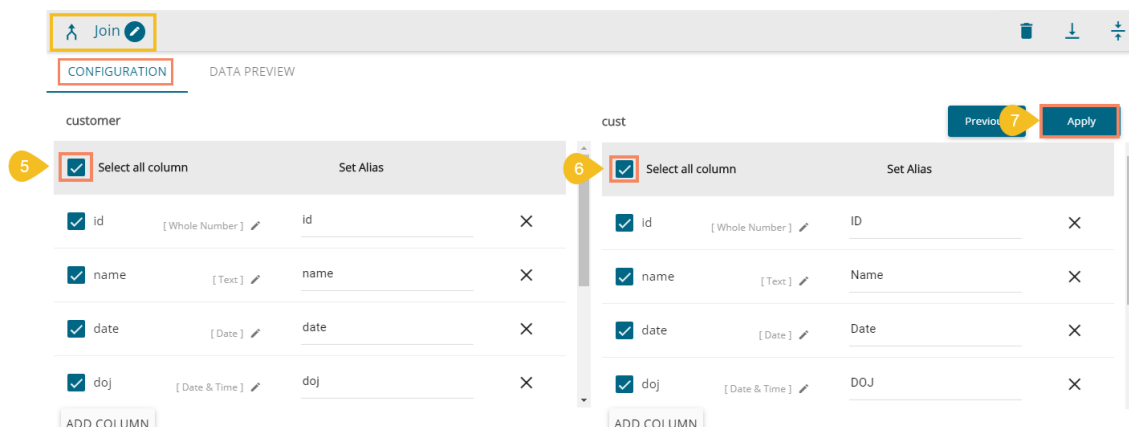 Join
CONFIGURATION DATA PREVIEW
customer
5 Select all column Set Alias
id [ Whole Number ] id
name [ Text ] name
date [ Date ] date
doj [ Date & Time ] doj
ADD COLUMN
cust Previou 7 Apply
6 Select all column Set Alias
id [ Whole Number ] ID
name [ Text ] Name
date [ Date ] Date
doj [ Date & Time ] DOJ
ADD COLUMN